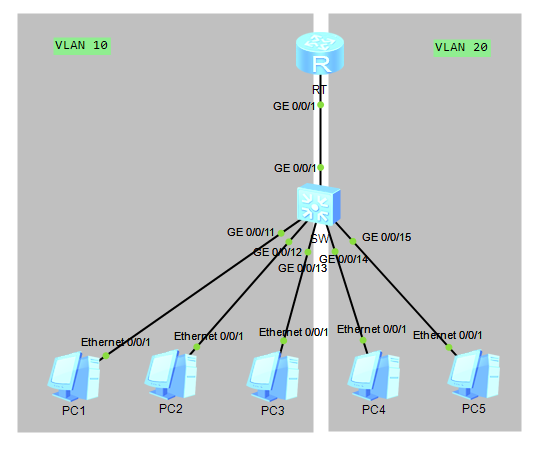 VLAN 10
VLAN 20
R
RT
GE 0/0/1
GE 0/0/1
SW
GE 0/0/11
GE 0/0/12
GE 0/0/13
GE 0/0/14
GE 0/0/15
Ethernet 0/0/1
Ethernet 0/0/1
Ethernet 0/0/1
Ethernet 0/0/1
Ethernet 0/0/1
PC1
PC2
PC3
PC4
PC5